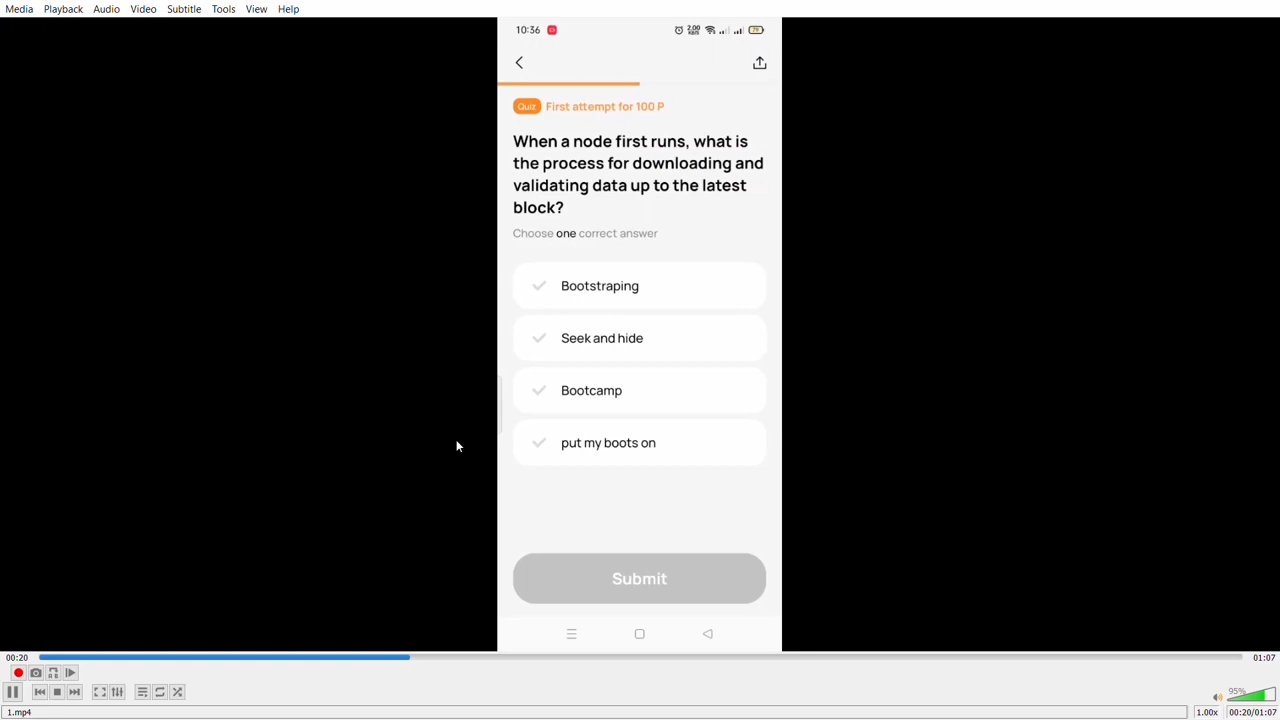 Media Playback Audio Video Subtitle Tools View Help
10:36
2.00 KB/S
Quiz First attempt for 100 P
When a node first runs, what is
the process for downloading and
validating data up to the latest
block?
Choose one correct answer
Bootstraping
Seek and hide
Bootcamp
put my boots on
Submit
00:20 01:07
95%
1.mp4 1.00x 00:20/01:07